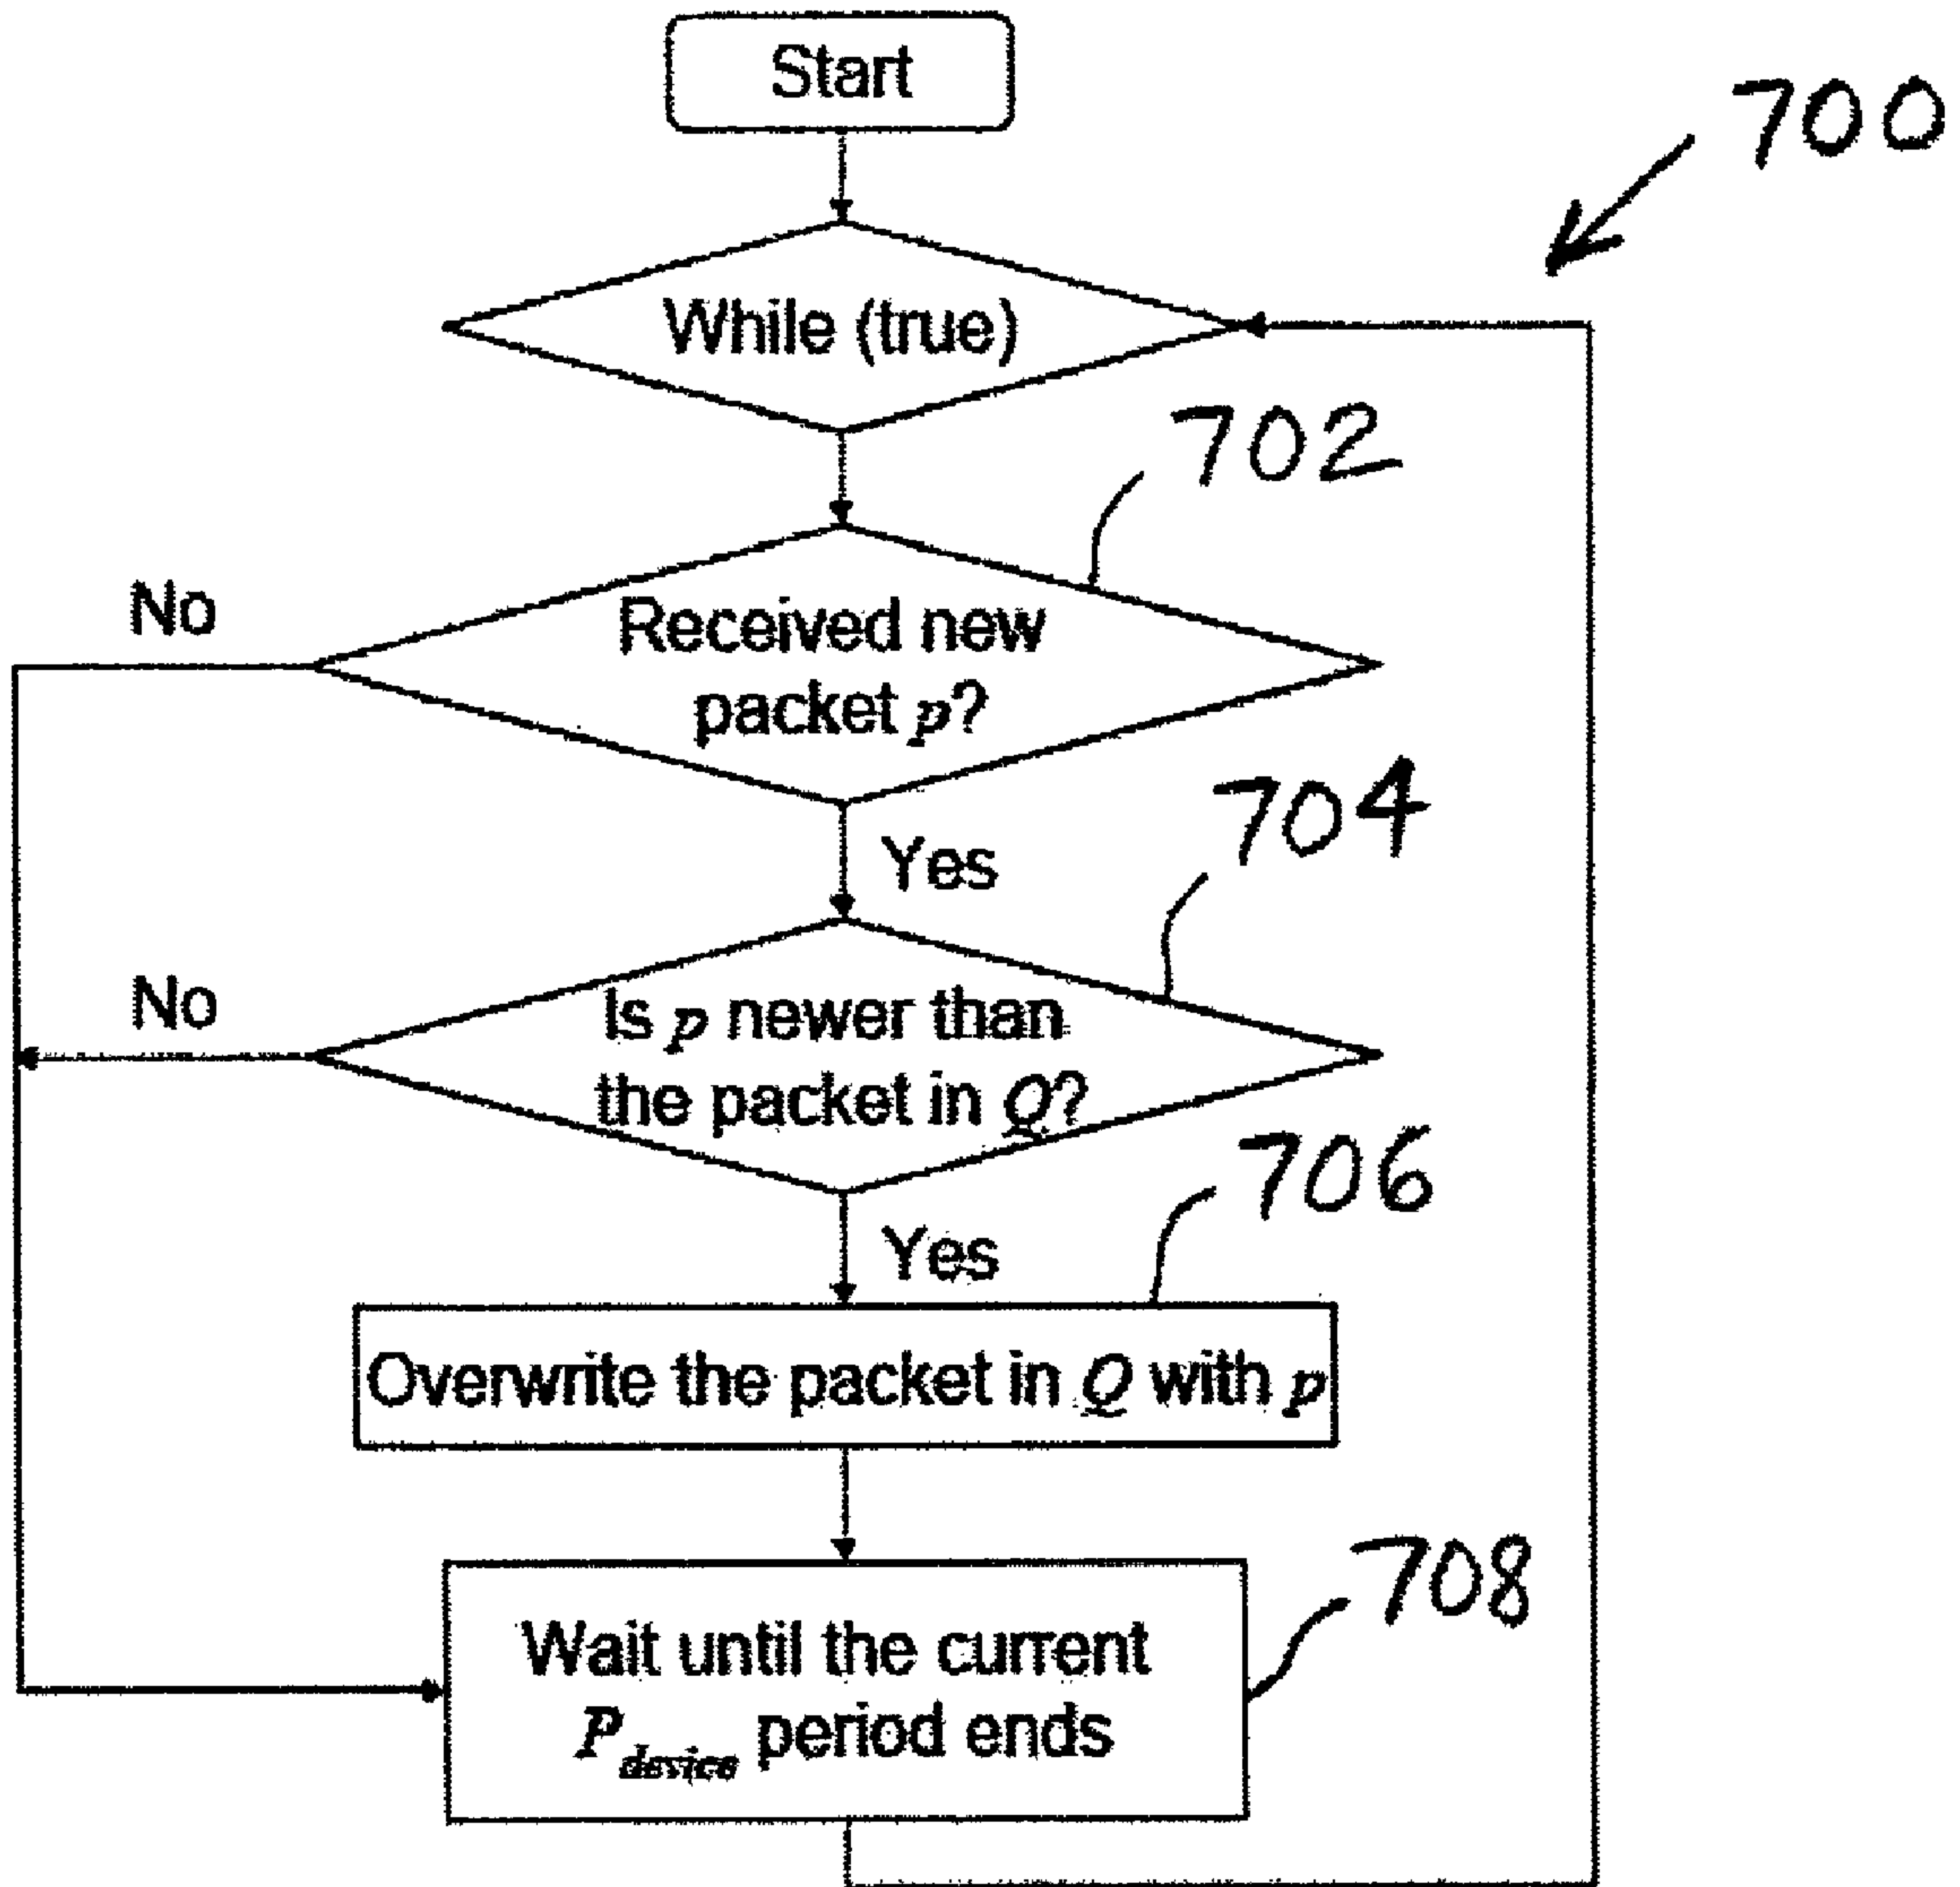 Start
700
While (true)
702
No
Received new
packet p?
704
Yes
No
Is p newer than
the packet in Q?
706
Yes
Overwrite the packet in Q with p
708
Wait until the current
P_device period ends